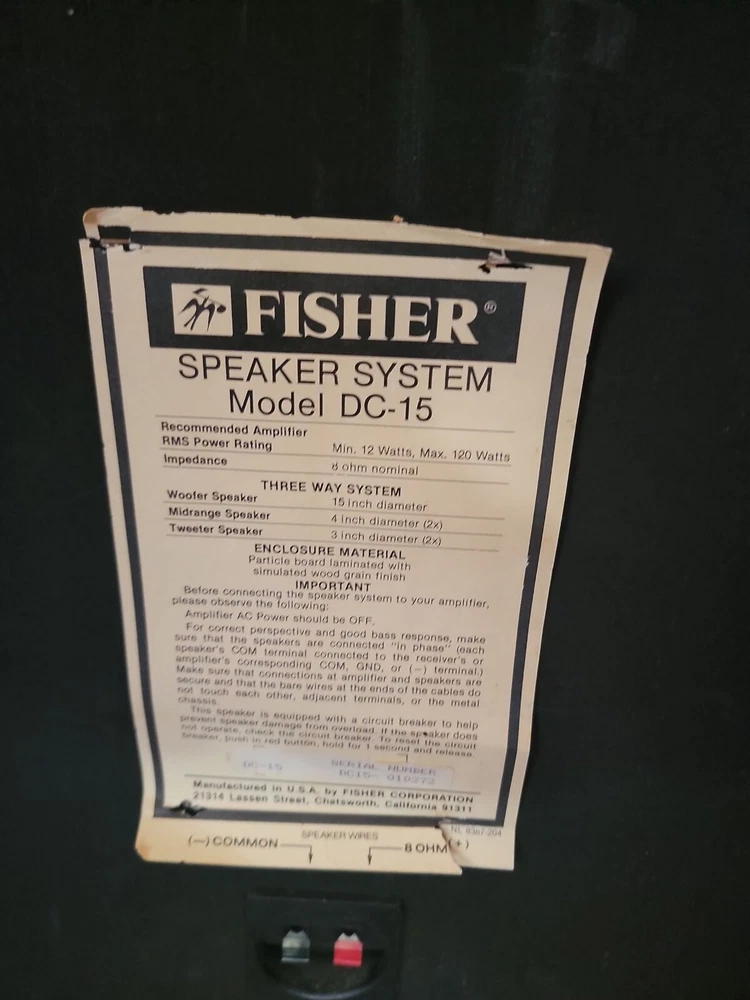 FISHER®
SPEAKER SYSTEM
Model DC-15
Recommended Amplifier
RMS Power Rating Min. 12 Watts, Max. 120 Watts
Impedance 8 ohm nominal
THREE WAY SYSTEM
Woofer Speaker 15 inch diameter
Midrange Speaker 4 inch diameter (2x)
Tweeter Speaker 3 inch diameter (2x)
ENCLOSURE MATERIAL
Particle board laminated with
simulated wood grain finish
IMPORTANT
Before connecting the speaker system to your amplifier,
please observe the following:
Amplifier AC Power should be OFF.
For correct perspective and good bass response, make
sure that the speakers are connected "in phase" (each
speaker's COM terminal connected to the receiver's or
amplifier's corresponding COM, GND, or (−) terminal.)
Make sure that connections at amplifier and speakers are
secure and that the bare wires at the ends of the cables do
not touch each other, adjacent terminals, or the metal
chassis.
This speaker is equipped with a circuit breaker to help
prevent speaker damage from overload. If the speaker does
not operate, check the circuit breaker. To reset the circuit
breaker, push in red button, hold for 1 second and release.
DC-15 SERIAL NUMBER
DC15- 010272
Manufactured in U.S.A. by FISHER CORPORATION
21314 Lassen Street, Chatsworth, California 91311
NL 8367-204
SPEAKER WIRES
(−) COMMON 8 OHM (+)